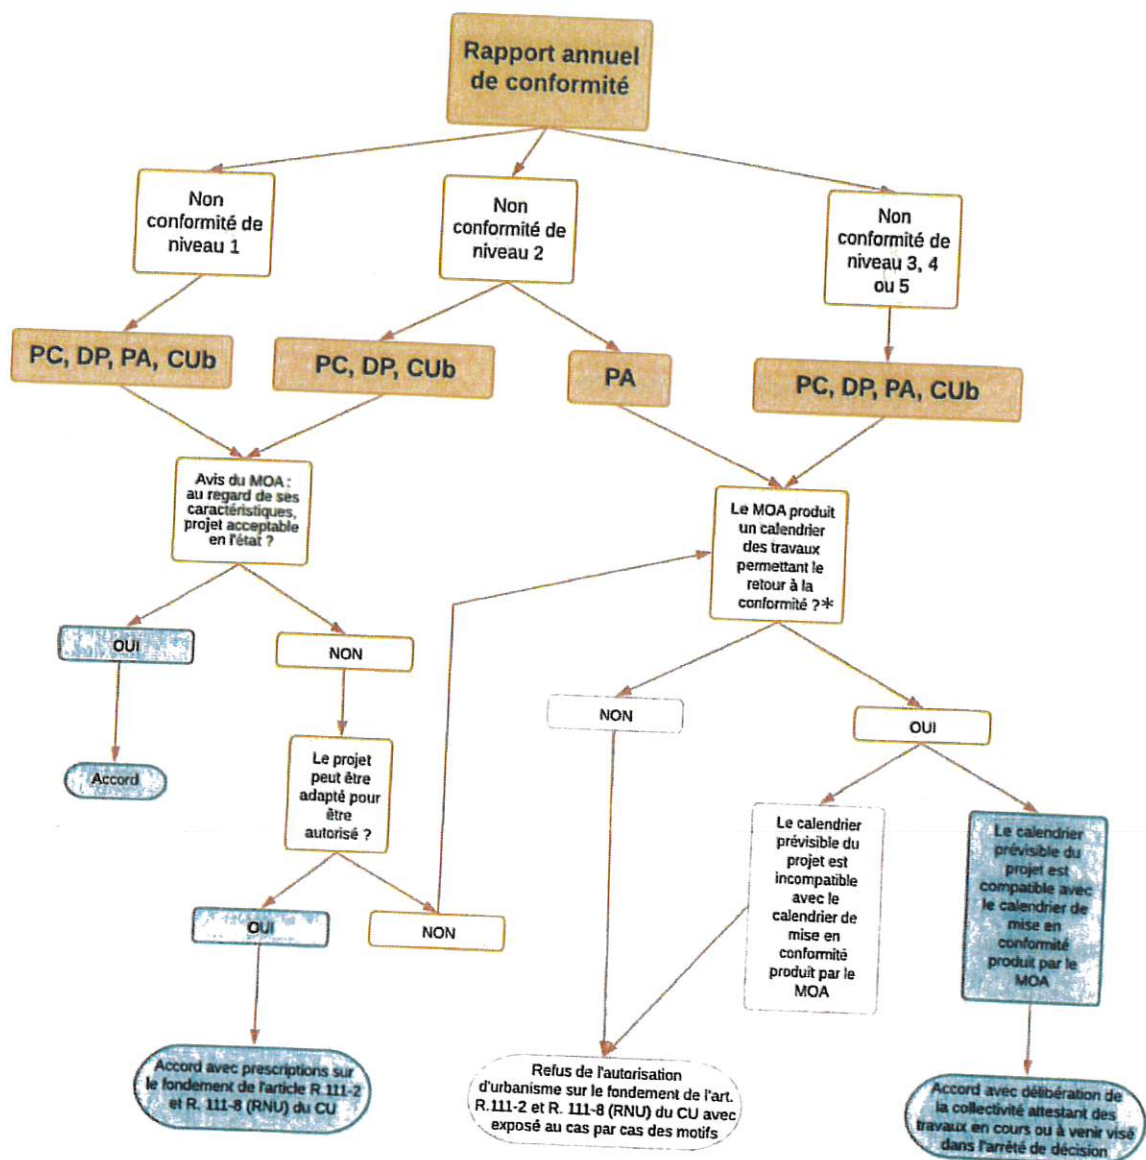 Rapport annuel
de conformité
Non
conformité de
niveau 1
Non
conformité de
niveau 2
Non
conformité de
niveau 3, 4
ou 5
PC, DP, PA, CUb
PC, DP, CUb
PA
PC, DP, PA, CUb
Avis du MOA :
au regard de ses
caractéristiques,
projet acceptable
en l'état ?
Le MOA produit
un calendrier
des travaux
permettant le
retour à la
conformité ?*
OUI
NON
NON
OUI
Accord
Le projet
peut être
adapté pour
être
autorisé ?
Le calendrier
prévisible du
projet est
incompatible
avec le
calendrier de
mise en
conformité
produit par le
MOA
Le calendrier
prévisible du
projet est
compatible avec
le calendrier de
mise en
conformité
produit par le
MOA
OUI
NON
Accord avec prescriptions sur
le fondement de l'article R 111-2
et R. 111-8 (RNU) du CU
Refus de l'autorisation
d'urbanisme sur le fondement de l'art.
R.111-2 et R. 111-8 (RNU) du CU avec
exposé au cas par cas des motifs
Accord avec délibération de
la collectivité attestant des
travaux en cours ou à venir visé
dans l'arrêté de décision